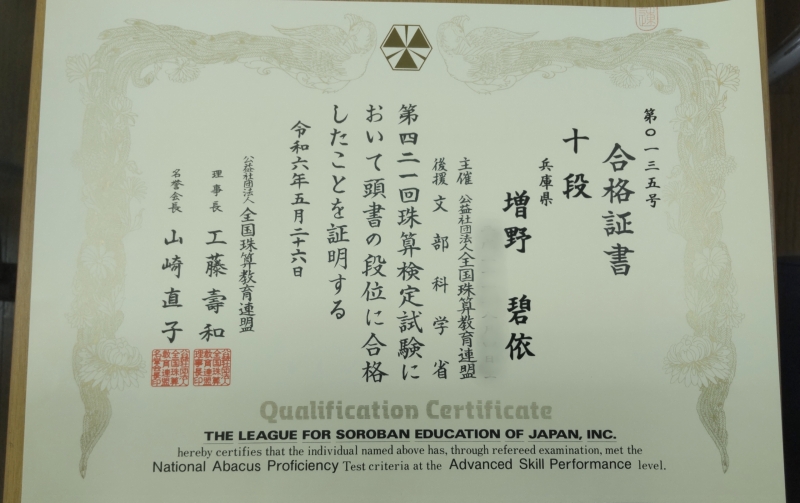 第〇一三五号
合格証書
十段
兵庫県
増野 碧依
主催 公益社団法人全国珠算教育連盟
後援 文部科学省
第四二一回珠算検定試験に
おいて頭書の段位に合格
したことを証明する
令和六年五月二十六日
公益社団法人 全国珠算教育連盟
理事長 工藤壽和
名誉会長 山崎直子
Qualification Certificate
THE LEAGUE FOR SOROBAN EDUCATION OF JAPAN, INC.
hereby certifies that the individual named above has, through refereed examination, met the
National Abacus Proficiency Test criteria at the Advanced Skill Performance level.